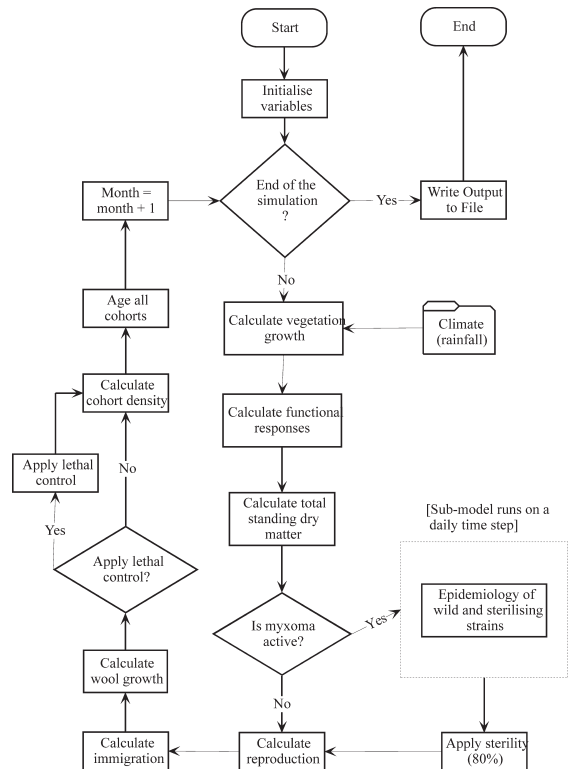 Start
End
Initialise
variables
End of the
simulation
?
Yes
Write Output
to File
Month =
month + 1
No
Age all
cohorts
Calculate vegetation
growth
Climate
(rainfall)
Calculate
cohort density
Calculate functional
responses
Apply lethal
control
No
Yes
Calculate total
standing dry
matter
[Sub-model runs on a
daily time step]
Apply lethal
control?
Is myxoma
active?
Yes
Epidemiology of
wild and sterilising
strains
Calculate
wool growth
No
Calculate
immigration
Calculate
reproduction
Apply sterility
(80%)